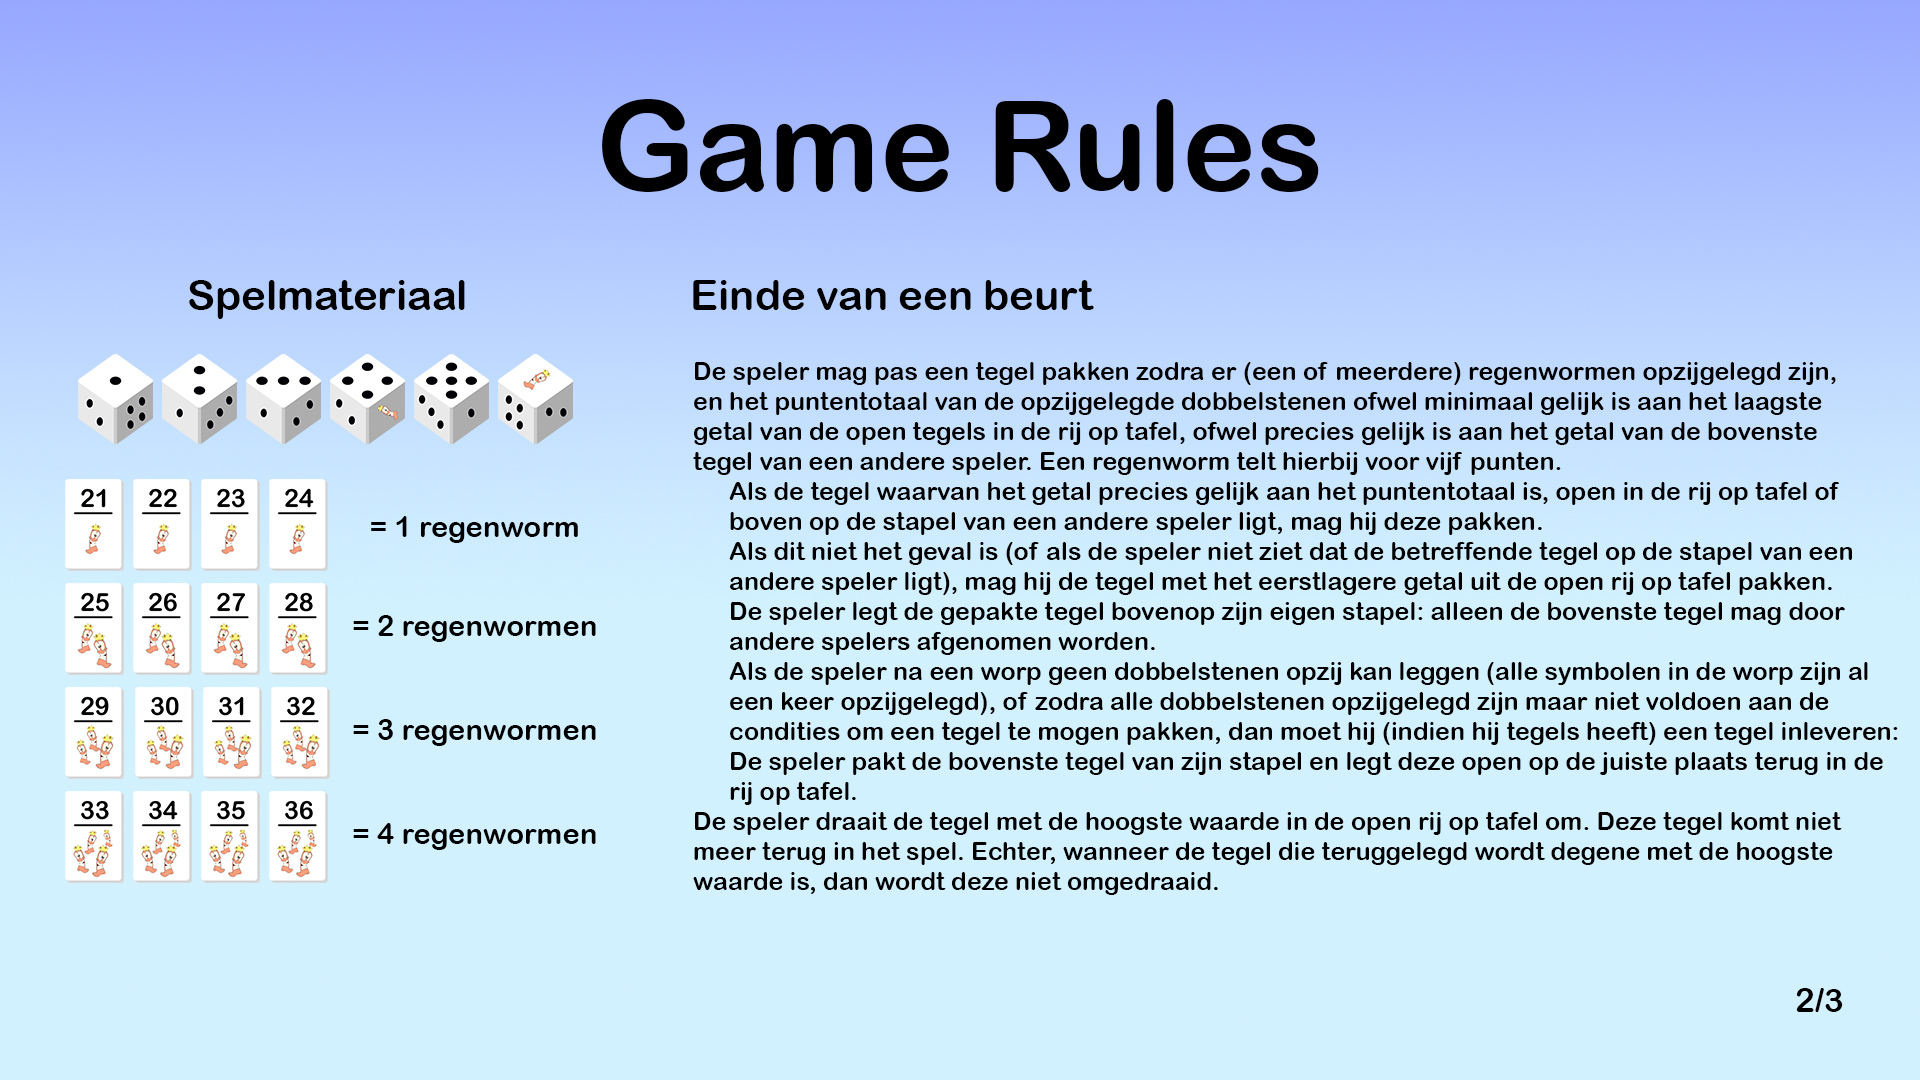 Game Rules
Spelmateriaal
21 22 23 24
= 1 regenworm
25 26 27 28
= 2 regenwormen
29 30 31 32
= 3 regenwormen
33 34 35 36
= 4 regenwormen
Einde van een beurt
De speler mag pas een tegel pakken zodra er (een of meerdere) regenwormen opzijgelegd zijn,
en het puntentotaal van de opzijgelegde dobbelstenen ofwel minimaal gelijk is aan het laagste
getal van de open tegels in de rij op tafel, ofwel precies gelijk is aan het getal van de bovenste
tegel van een andere speler. Een regenworm telt hierbij voor vijf punten.
Als de tegel waarvan het getal precies gelijk aan het puntentotaal is, open in de rij op tafel of
boven op de stapel van een andere speler ligt, mag hij deze pakken.
Als dit niet het geval is (of als de speler niet ziet dat de betreffende tegel op de stapel van een
andere speler ligt), mag hij de tegel met het eerstlagere getal uit de open rij op tafel pakken.
De speler legt de gepakte tegel bovenop zijn eigen stapel: alleen de bovenste tegel mag door
andere spelers afgenomen worden.
Als de speler na een worp geen dobbelstenen opzij kan leggen (alle symbolen in de worp zijn al
een keer opzijgelegd), of zodra alle dobbelstenen opzijgelegd zijn maar niet voldoen aan de
condities om een tegel te mogen pakken, dan moet hij (indien hij tegels heeft) een tegel inleveren:
De speler pakt de bovenste tegel van zijn stapel en legt deze open op de juiste plaats terug in de
rij op tafel.
De speler draait de tegel met de hoogste waarde in de open rij op tafel om. Deze tegel komt niet
meer terug in het spel. Echter, wanneer de tegel die teruggelegd wordt degene met de hoogste
waarde is, dan wordt deze niet omgedraaid.
2/3